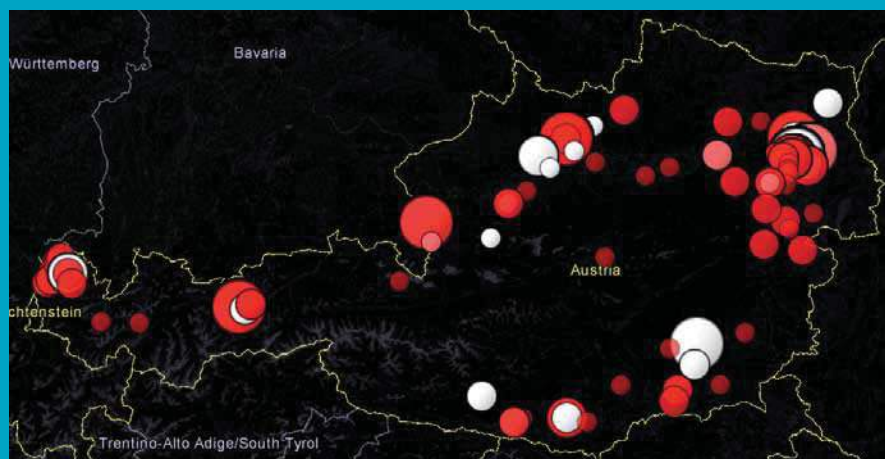 Bavaria
Württemberg
Austria
chtenstein
Trentino-Alto Adige/South Tyrol